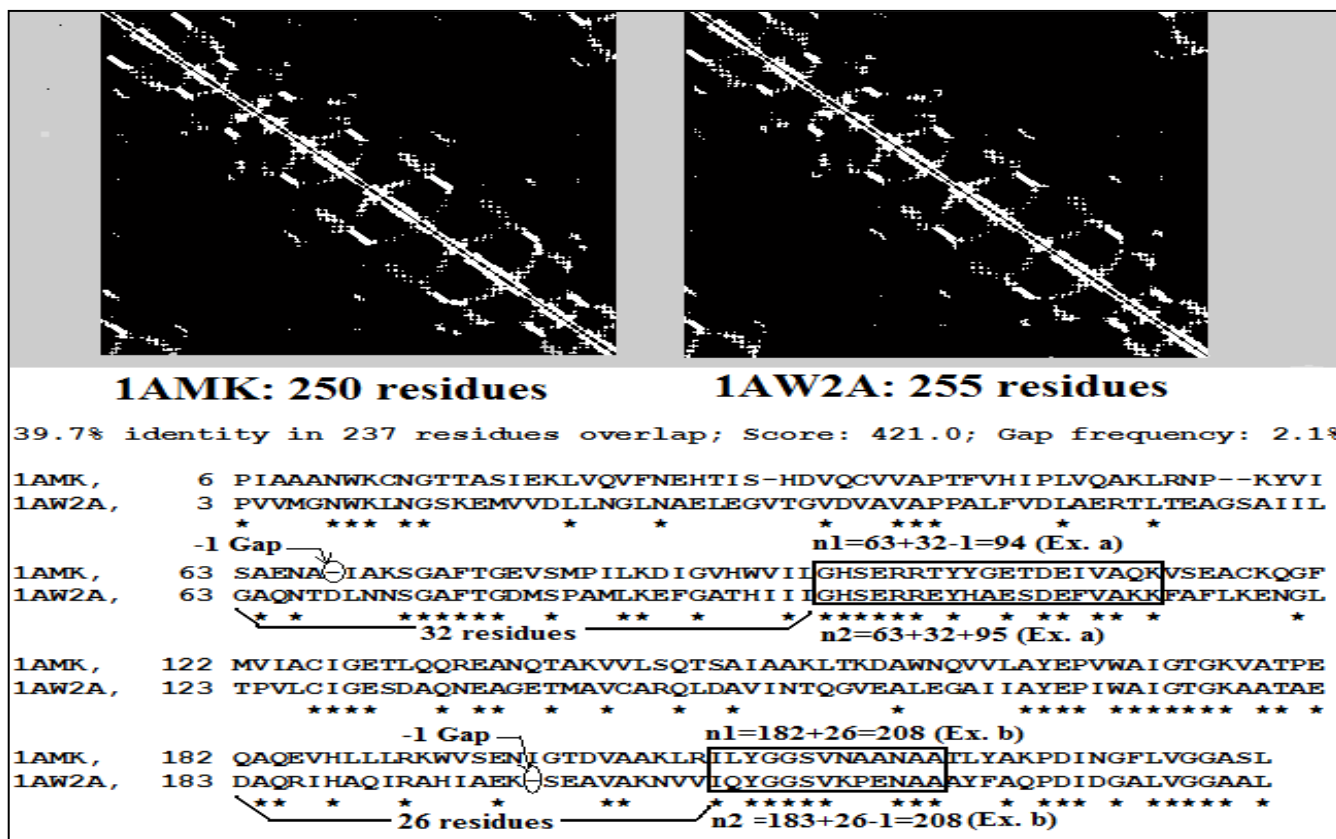 1AMK: 250 residues 1AW2A: 255 residues
39.7% identity in 237 residues overlap; Score: 421.0; Gap frequency: 2.1%
1AMK, 6 PIAAANWKCNGTTASIEKLVQVFNEHTIS-HDVQCVVAPTFVHIPLVQAKLRNP--KYVI
1AW2A, 3 PVVMGNWKLNGSKEMVVDLLNGLNAELEGVTGVDVAVAPPALFVDLAERTLTEAGSAIIL
* *** ** * * * *** * *
-1 Gap n1=63+32-1=94 (Ex. a)
1AMK, 63 SAENA-IAKSGAFTGEVSMPILKDIGVHWVILGHSERRTYYGETDEIVAQKVSEACKQGF
1AW2A, 63 GAQNTDLNNSGAFTGDMSPAMLKEFGATHIIIGHSERREYHAESDEFVAKKFAFLKENGL
* * ****** * ** * * ****** * * ** ** * *
32 residues n2=63+32+95 (Ex. a)
1AMK, 122 MVIACIGETLQQREANQTAKVVLSQTSAIAAKLTKDAWNQVVLAYEPVWAIGTGKVATPE
1AW2A, 123 TPVLCIGESDAQNEAGETMAVCARQLDAVINTQGVEALEGAIIAYEPIWAIGTGKAATAE
**** * ** * * * * * **** ******* ** *
-1 Gap n1=182+26=208 (Ex. b)
1AMK, 182 QAQEVHLLLRKWVSENIGTDVAAKLRILYGGSVNAANAATLYAKPDINGFLVGGASL
1AW2A, 183 DAQRIHAQIRAHIAEK-SEAVAKNVVIQYGGSVKPENAAAYFAQPDIDGALVGGAAL
** * * * ** * ***** *** * *** * ***** *
26 residues n2 =183+26-1=208 (Ex. b)